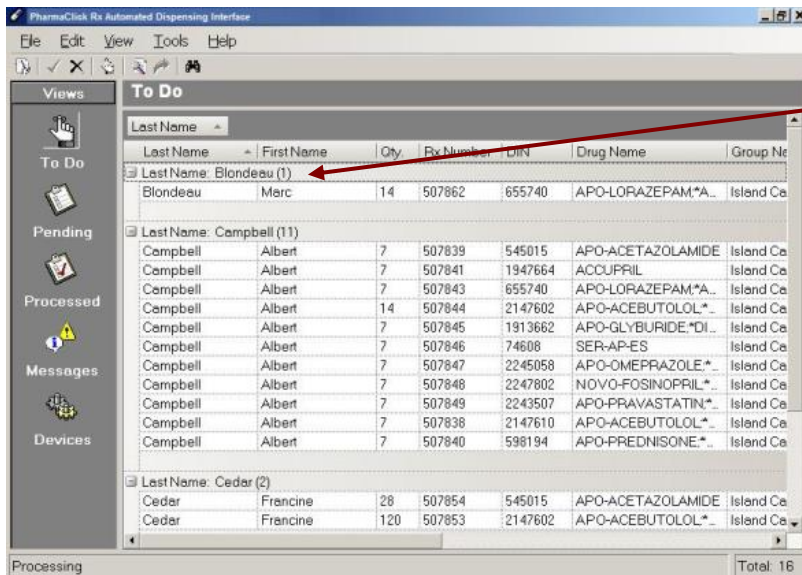 PharmaClick Rx Automated Dispensing Interface
File Edit View Tools Help
Views To Do
Last Name
Last Name First Name Qty. Rx Number DIN Drug Name Group Na
To Do
Last Name: Blondeau (1)
Blondeau Marc 14 507862 655740 APO-LORAZEPAM;*A... Island Ca
Pending
Last Name: Campbell (11)
Campbell Albert 7 507839 545015 APO-ACETAZOLAMIDE Island Ca
Campbell Albert 7 507841 1947664 ACCUPRIL Island Ca
Campbell Albert 7 507843 655740 APO-LORAZEPAM;*A... Island Ca
Processed
Campbell Albert 14 507844 2147602 APO-ACEBUTOLOL;*... Island Ca
Campbell Albert 7 507845 1913662 APO-GLYBURIDE;*DI... Island Ca
Campbell Albert 7 507846 74608 SER-AP-ES Island Ca
Campbell Albert 7 507847 2245058 APO-OMEPRAZOLE;*... Island Ca
Messages
Campbell Albert 7 507848 2247802 NOVO-FOSINOPRIL;*... Island Ca
Campbell Albert 7 507849 2243507 APO-PRAVASTATIN;*... Island Ca
Campbell Albert 7 507838 2147610 APO-ACEBUTOLOL;*... Island Ca
Devices
Campbell Albert 7 507840 598194 APO-PREDNISONE;*... Island Ca
Last Name: Cedar (2)
Cedar Francine 28 507854 545015 APO-ACETAZOLAMIDE Island Ca
Cedar Francine 120 507853 2147602 APO-ACEBUTOLOL;*... Island Ca
Processing Total: 16